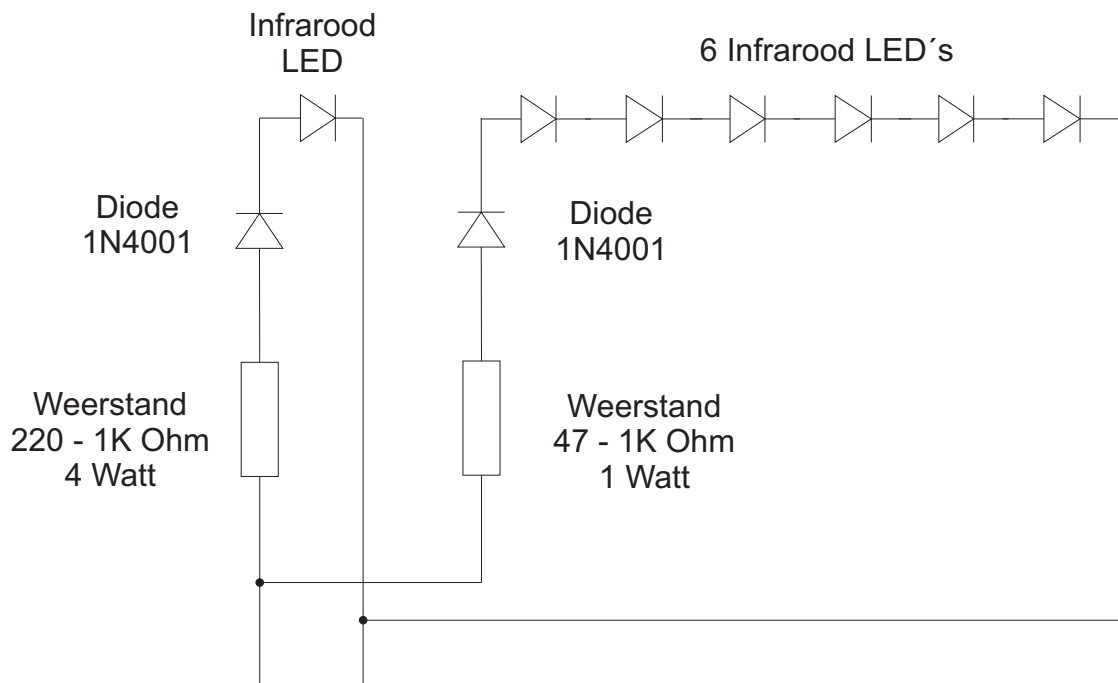 Infrarood
LED
6 Infrarood LED´s
Diode
1N4001
Diode
1N4001
Weerstand
220 - 1K Ohm
4 Watt
Weerstand
47 - 1K Ohm
1 Watt